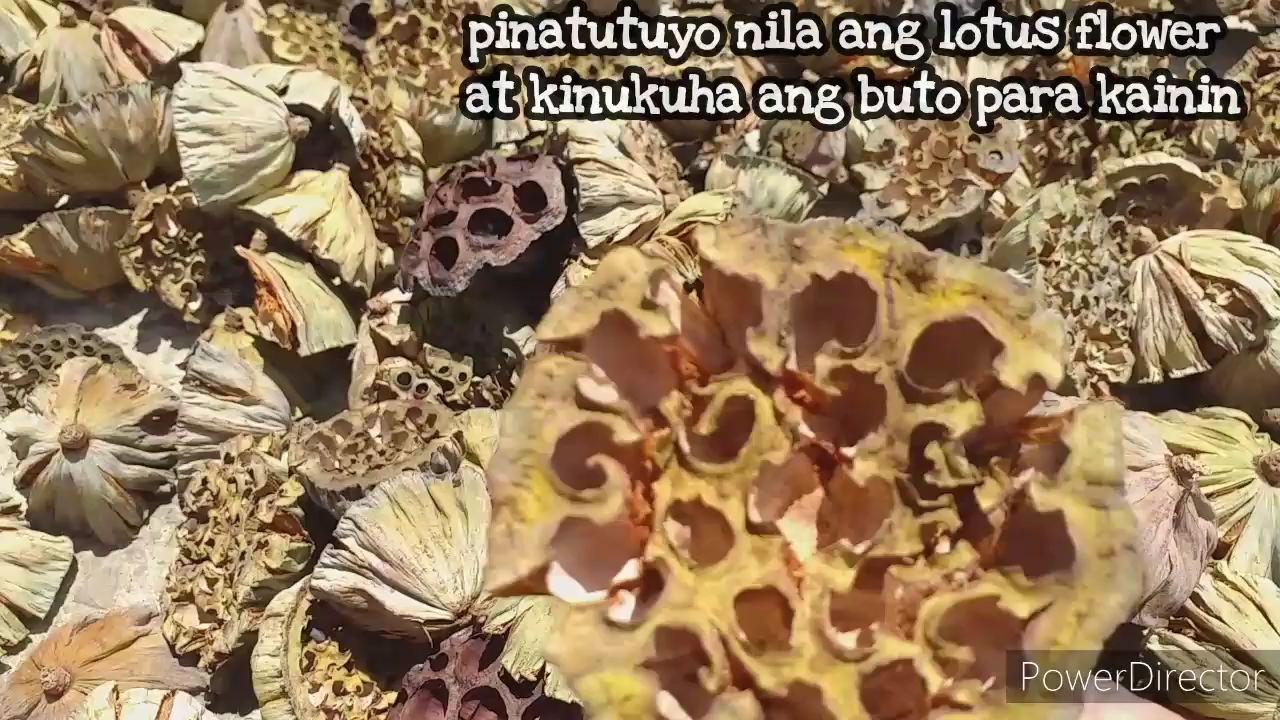 pinatutuyo nila ang lotus flower
at kinukuha ang buto para kainin
PowerDirector